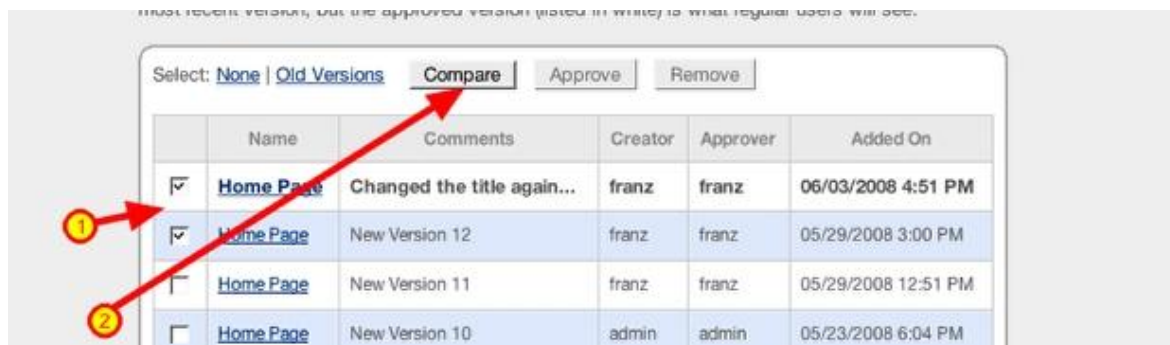 most recent version, but the approved version (listed in white) is what regular users will see.
Select: None | Old Versions Compare Approve Remove
Name Comments Creator Approver Added On
Home Page Changed the title again... franz franz 06/03/2008 4:51 PM
1
Home Page New Version 12 franz franz 05/29/2008 3:00 PM
Home Page New Version 11 franz franz 05/29/2008 12:51 PM
2
Home Page New Version 10 admin admin 05/23/2008 6:04 PM